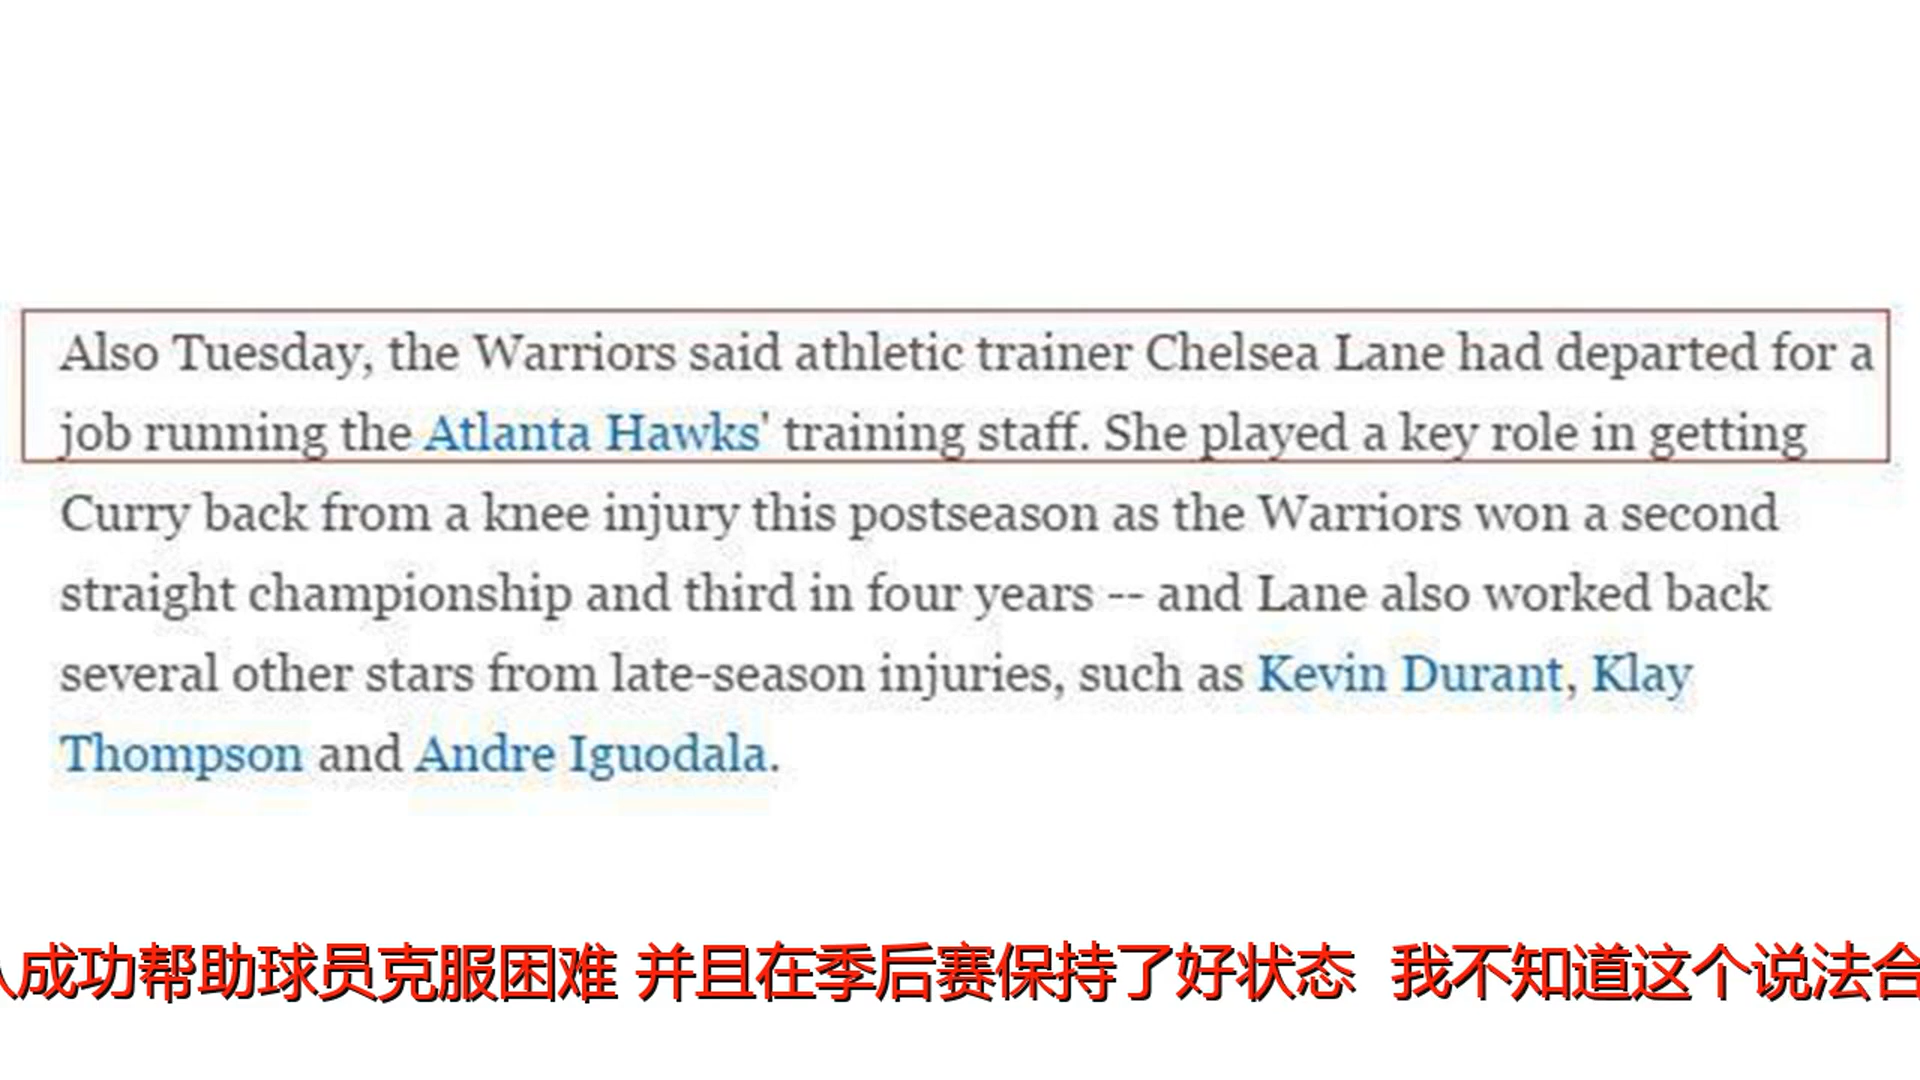 Also Tuesday, the Warriors said athletic trainer Chelsea Lane had departed for a
job running the Atlanta Hawks' training staff. She played a key role in getting
Curry back from a knee injury this postseason as the Warriors won a second
straight championship and third in four years -- and Lane also worked back
several other stars from late-season injuries, such as Kevin Durant, Klay
Thompson and Andre Iguodala.
成功帮助球员克服困难 并且在季后赛保持了好状态 我不知道这个说法合